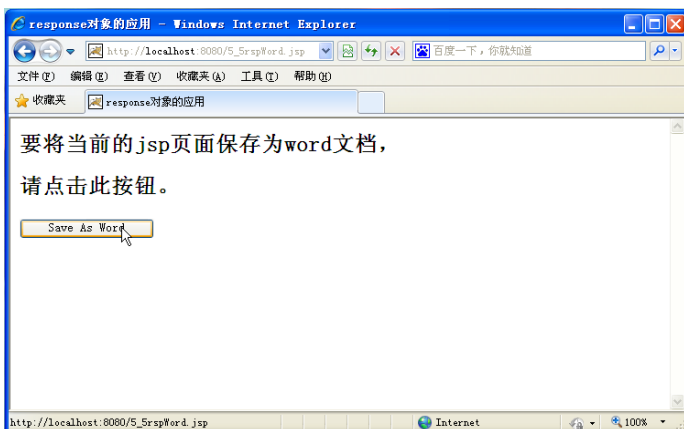 response对象的应用 - Windows Internet Explorer
http://localhost:8080/5_5rspWord.jsp
百度一下，你就知道
文件(F) 编辑(E) 查看(V) 收藏夹(A) 工具(T) 帮助(H)
收藏夹 response对象的应用
要将当前的jsp页面保存为word文档，
请点击此按钮。
Save As Word
http://localhost:8080/5_5rspWord.jsp Internet 100%